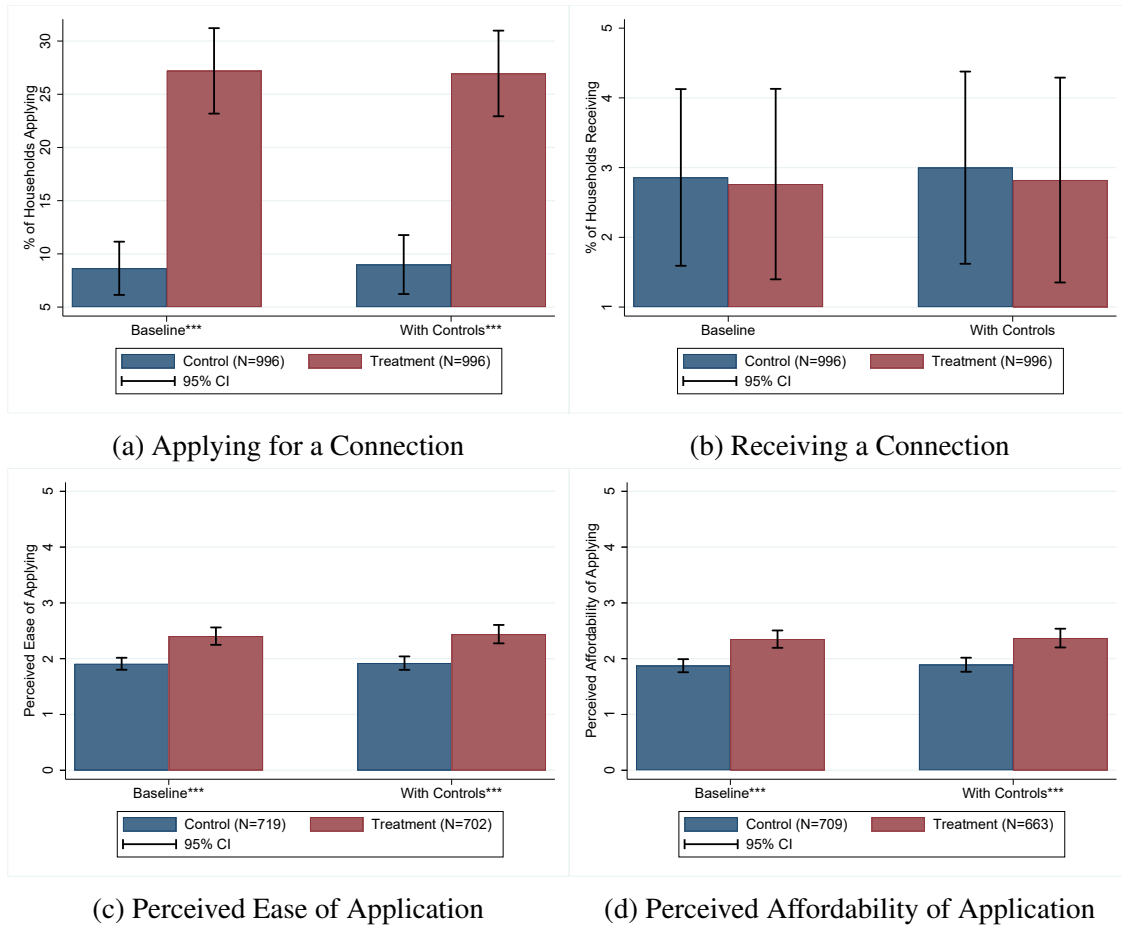 % of Households Applying
30
25
20
15
10
5
Baseline***
With Controls***
Control (N=996)
Treatment (N=996)
95% CI
(a) Applying for a Connection
% of Households Receiving
5
4
3
2
1
Baseline
With Controls
Control (N=996)
Treatment (N=996)
95% CI
(b) Receiving a Connection
Perceived Ease of Applying
5
4
3
2
1
0
Baseline***
With Controls***
Control (N=719)
Treatment (N=702)
95% CI
(c) Perceived Ease of Application
Perceived Affordability of Applying
5
4
3
2
1
0
Baseline***
With Controls***
Control (N=709)
Treatment (N=663)
95% CI
(d) Perceived Affordability of Application